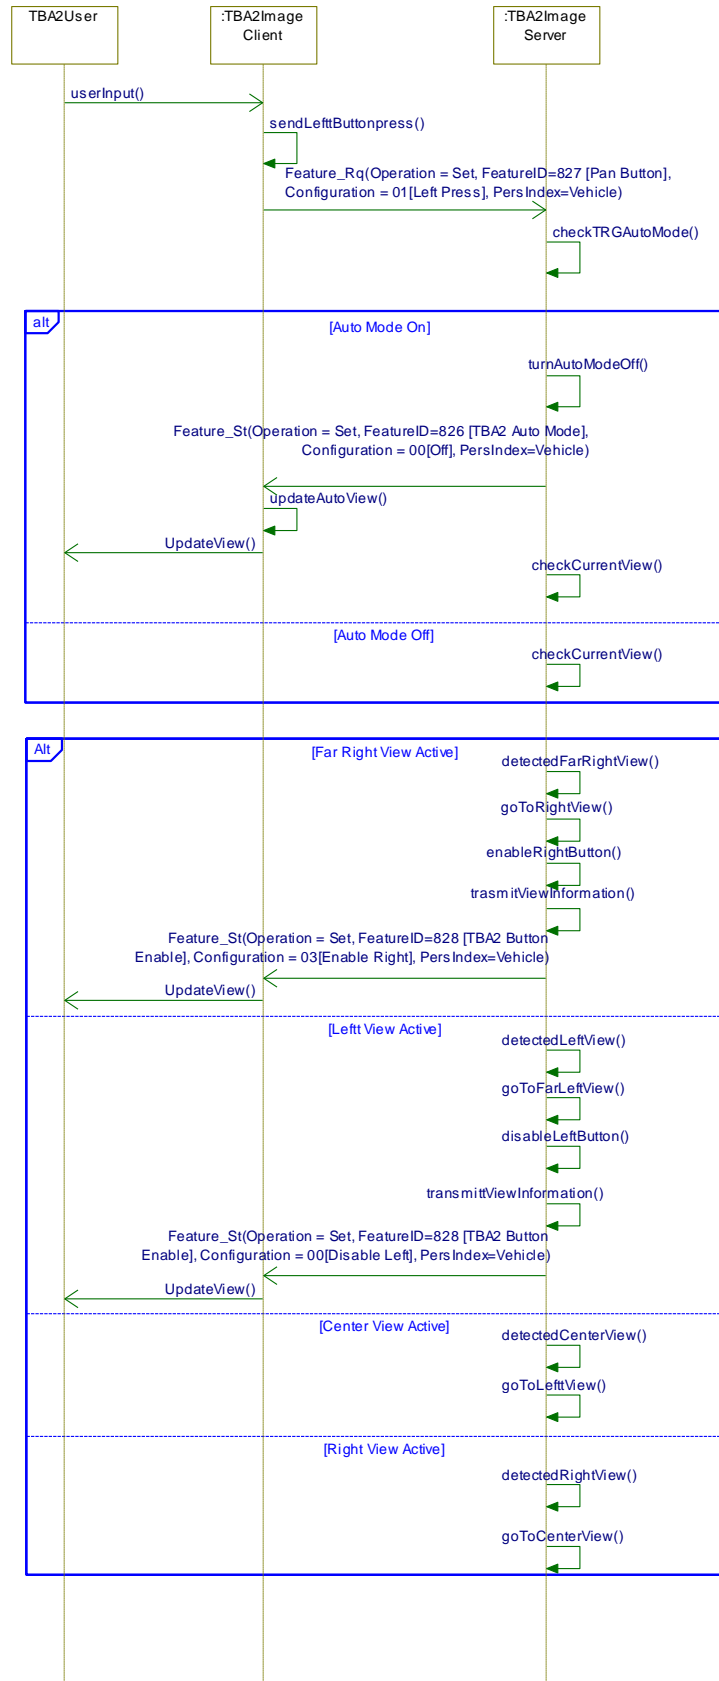 TBA2User
:TBA2Image
Client
:TBA2Image
Server
userInput()
sendLefttButtonpress()
Feature_Rq(Operation = Set, FeatureID=827 [Pan Button],
Configuration = 01[Left Press], PersIndex=Vehicle)
checkTRGAutoMode()
alt
[Auto Mode On]
turnAutoModeOff()
Feature_St(Operation = Set, FeatureID=826 [TBA2 Auto Mode],
Configuration = 00[Off], PersIndex=Vehicle)
updateAutoView()
UpdateView()
checkCurrentView()
[Auto Mode Off]
checkCurrentView()
Alt
[Far Right View Active]
detectedFarRightView()
goToRightView()
enableRightButton()
trasmitViewInformation()
Feature_St(Operation = Set, FeatureID=828 [TBA2 Button
Enable], Configuration = 03[Enable Right], PersIndex=Vehicle)
UpdateView()
[Leftt View Active]
detectedLeftView()
goToFarLeftView()
disableLeftButton()
transmittViewInformation()
Feature_St(Operation = Set, FeatureID=828 [TBA2 Button
Enable], Configuration = 00[Disable Left], PersIndex=Vehicle)
UpdateView()
[Center View Active]
detectedCenterView()
goToLefttView()
[Right View Active]
detectedRightView()
goToCenterView()